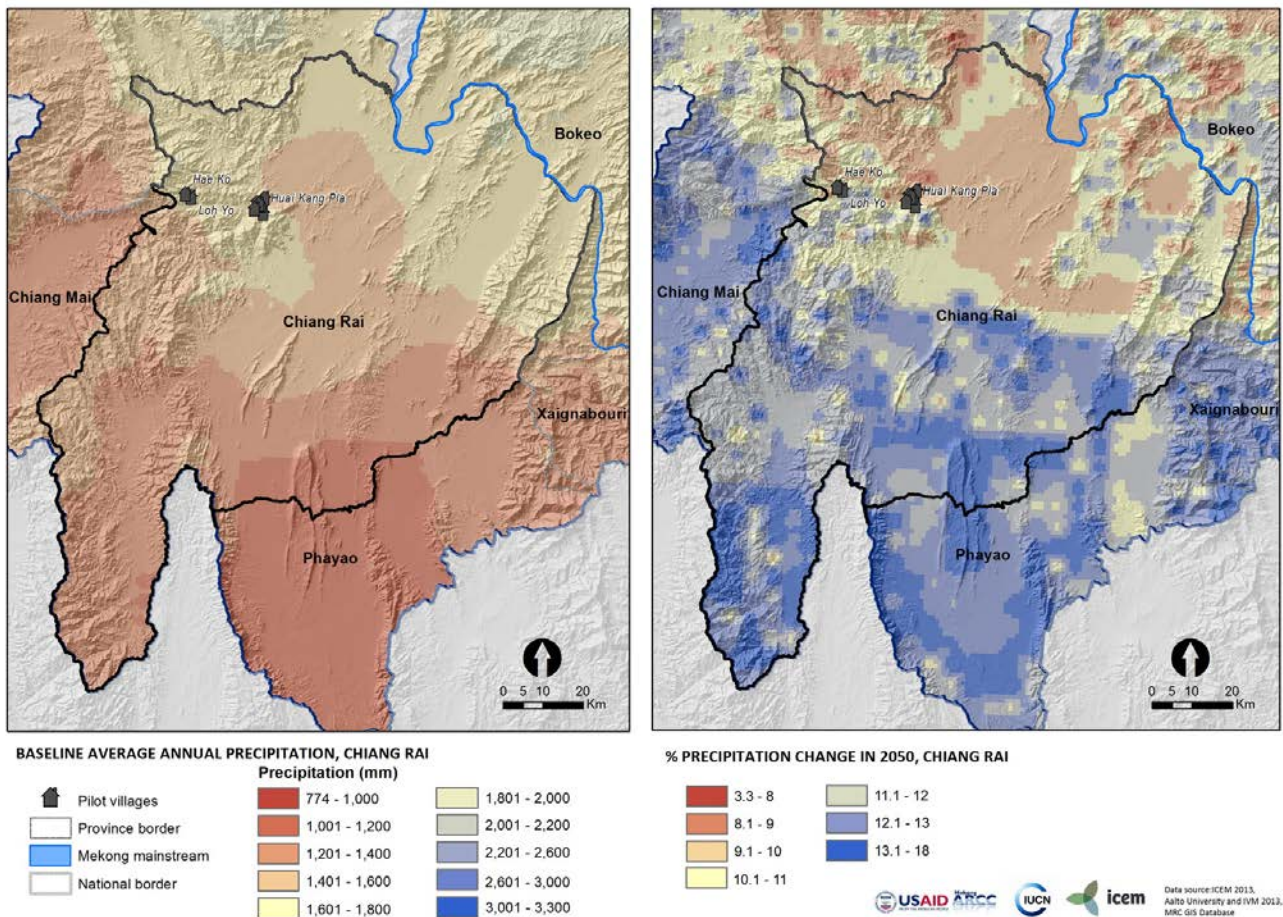 Bokeo
Hae Ko
Loh Yo
Huai Kang Pla
Chiang Mai
Chiang Rai
Xaignabouri
Phayao
0 5 10 20
Km
Bokeo
Hae Ko
Loh Yo
Huai Kang Pla
Chiang Mai
Chiang Rai
Xaignabouri
Phayao
0 5 10 20
Km
BASELINE AVERAGE ANNUAL PRECIPITATION, CHIANG RAI
Precipitation (mm)
Pilot villages
Province border
Mekong mainstream
National border
774 - 1,000
1,001 - 1,200
1,201 - 1,400
1,401 - 1,600
1,601 - 1,800
1,801 - 2,000
2,001 - 2,200
2,201 - 2,600
2,601 - 3,000
3,001 - 3,300
% PRECIPITATION CHANGE IN 2050, CHIANG RAI
3.3 - 8
8.1 - 9
9.1 - 10
10.1 - 11
11.1 - 12
12.1 - 13
13.1 - 18
USAID
Mekong
ARCC
IUCN
icem
Data source:ICEM 2013,
Aalto University and IVM 2013,
MRC GIS Database